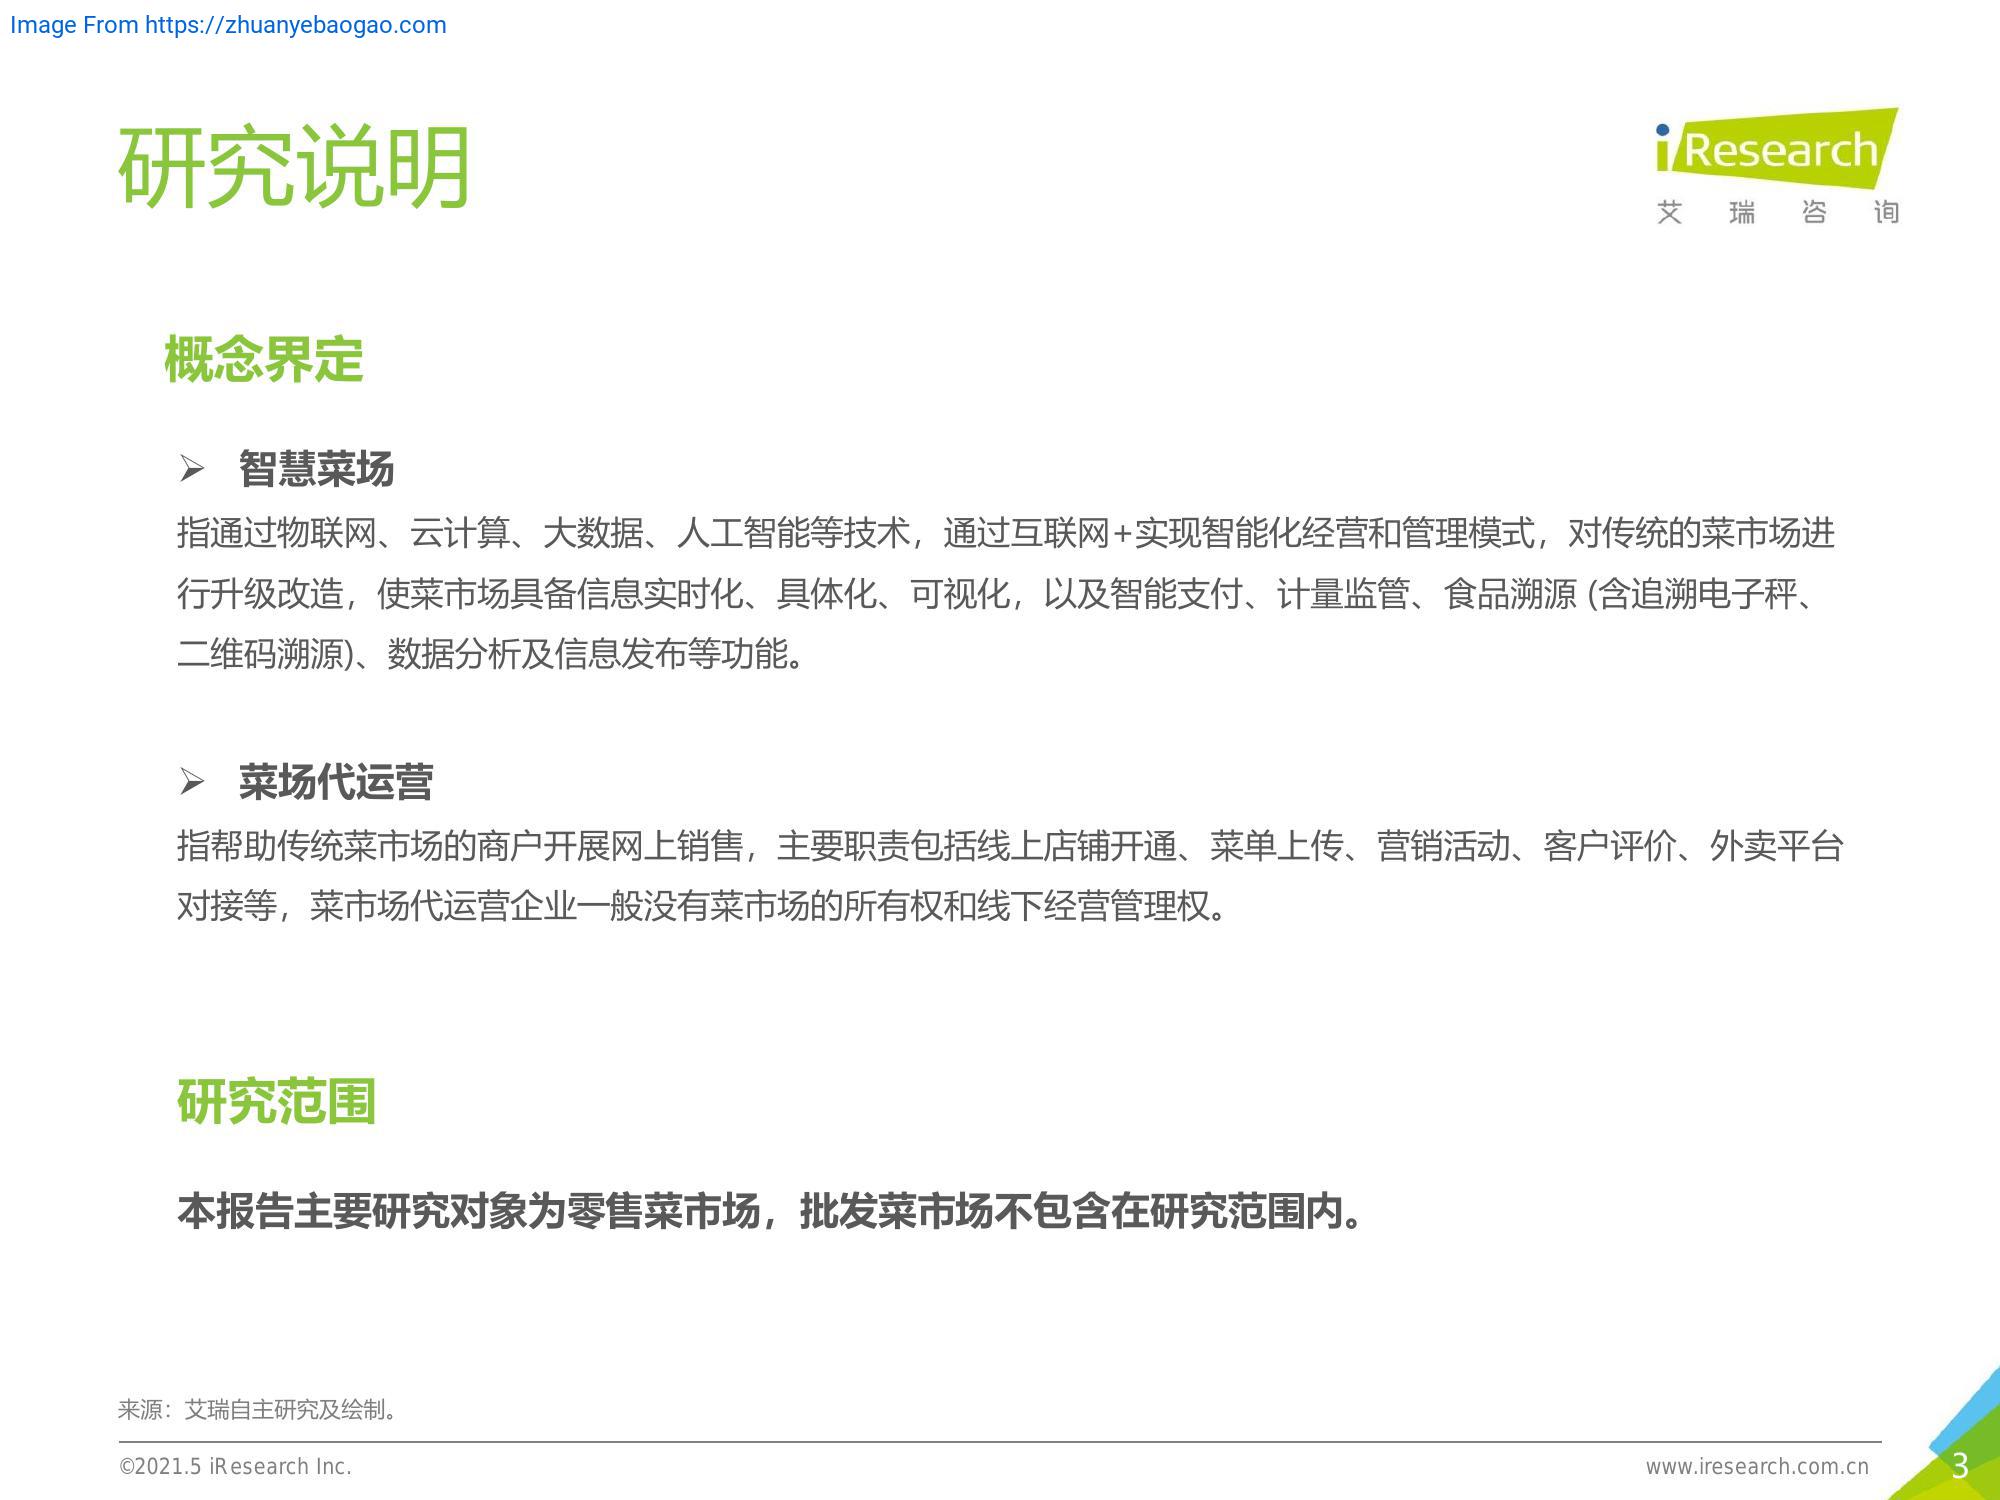 Image From https://zhuanyebaogao.com
研究说明
iResearch
艾瑞咨询
概念界定
➢ 智慧菜场
指通过物联网、云计算、大数据、人工智能等技术，通过互联网+实现智能化经营和管理模式，对传统的菜市场进
行升级改造，使菜市场具备信息实时化、具体化、可视化，以及智能支付、计量监管、食品溯源 (含追溯电子秤、
二维码溯源)、数据分析及信息发布等功能。
➢ 菜场代运营
指帮助传统菜市场的商户开展网上销售，主要职责包括线上店铺开通、菜单上传、营销活动、客户评价、外卖平台
对接等，菜市场代运营企业一般没有菜市场的所有权和线下经营管理权。
研究范围
本报告主要研究对象为零售菜市场，批发菜市场不包含在研究范围内。
来源：艾瑞自主研究及绘制。
©2021.5 iResearch Inc.
www.iresearch.com.cn
3